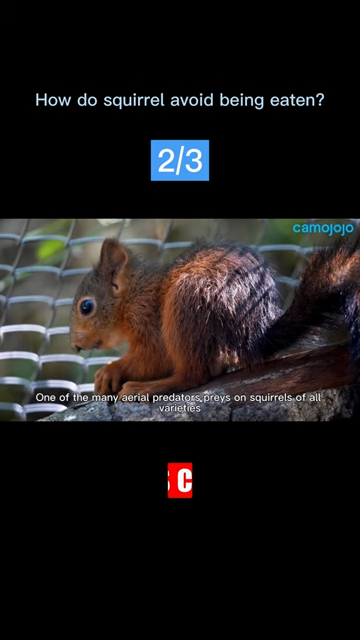 How do squirrel avoid being eaten?
2/3
camojojo
One of the many aerial predators,preys on squirrels of all
varieties
C